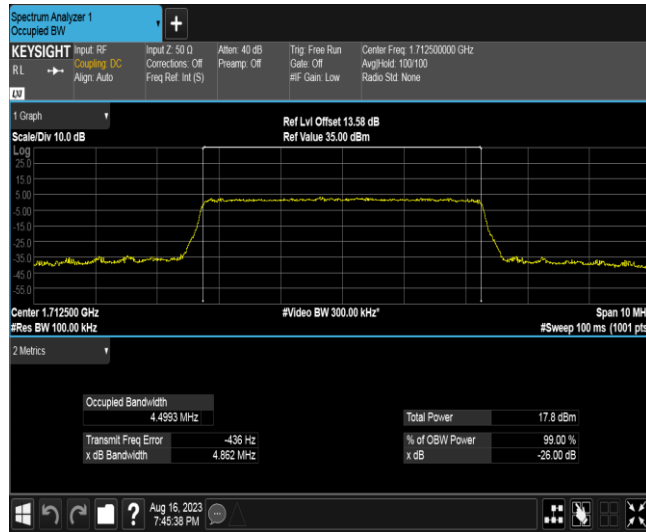 Spectrum Analyzer 1
Occupied BW
+
KEYSIGHT
RL
LXI
Input: RF
Coupling: DC
Align: Auto
Input Z: 50 Ω
Corrections: Off
Freq Ref: Int (S)
Atten: 40 dB
Preamp: Off
Trig: Free Run
Gate: Off
#IF Gain: Low
Center Freq: 1.712500000 GHz
Avg|Hold: 100/100
Radio Std: None
1 Graph
Scale/Div 10.0 dB
Ref Lvl Offset 13.58 dB
Ref Value 35.00 dBm
Log
25.0
15.0
5.00
-5.00
-15.0
-25.0
-35.0
-45.0
-55.0
Center 1.712500 GHz
#Res BW 100.00 kHz
#Video BW 300.00 kHz*
Span 10 MH
#Sweep 100 ms (1001 pts
2 Metrics
Occupied Bandwidth
4.4993 MHz
Transmit Freq Error -436 Hz
x dB Bandwidth 4.862 MHz
Total Power 17.8 dBm
% of OBW Power 99.00 %
x dB -26.00 dB
?
Aug 16, 2023
7:45:38 PM